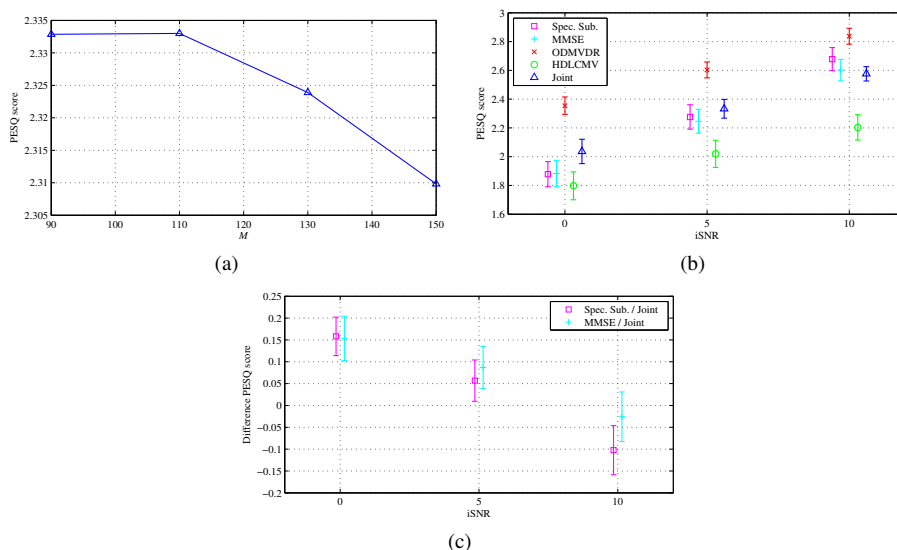 2.335
2.33
2.325
2.32
2.315
2.31
2.305
PESQ score
90 100 110 120 130 140 150
M
(a)
3
2.8
2.6
2.4
2.2
2
1.8
1.6
PESQ score
Spec. Sub.
MMSE
ODMVDR
HDLCMV
Joint
0 5 10
iSNR
(b)
0.25
0.2
0.15
0.1
0.05
0
−0.05
−0.1
−0.15
−0.2
Difference PESQ score
Spec. Sub. / Joint
MMSE / Joint
0 5 10
iSNR
(c)